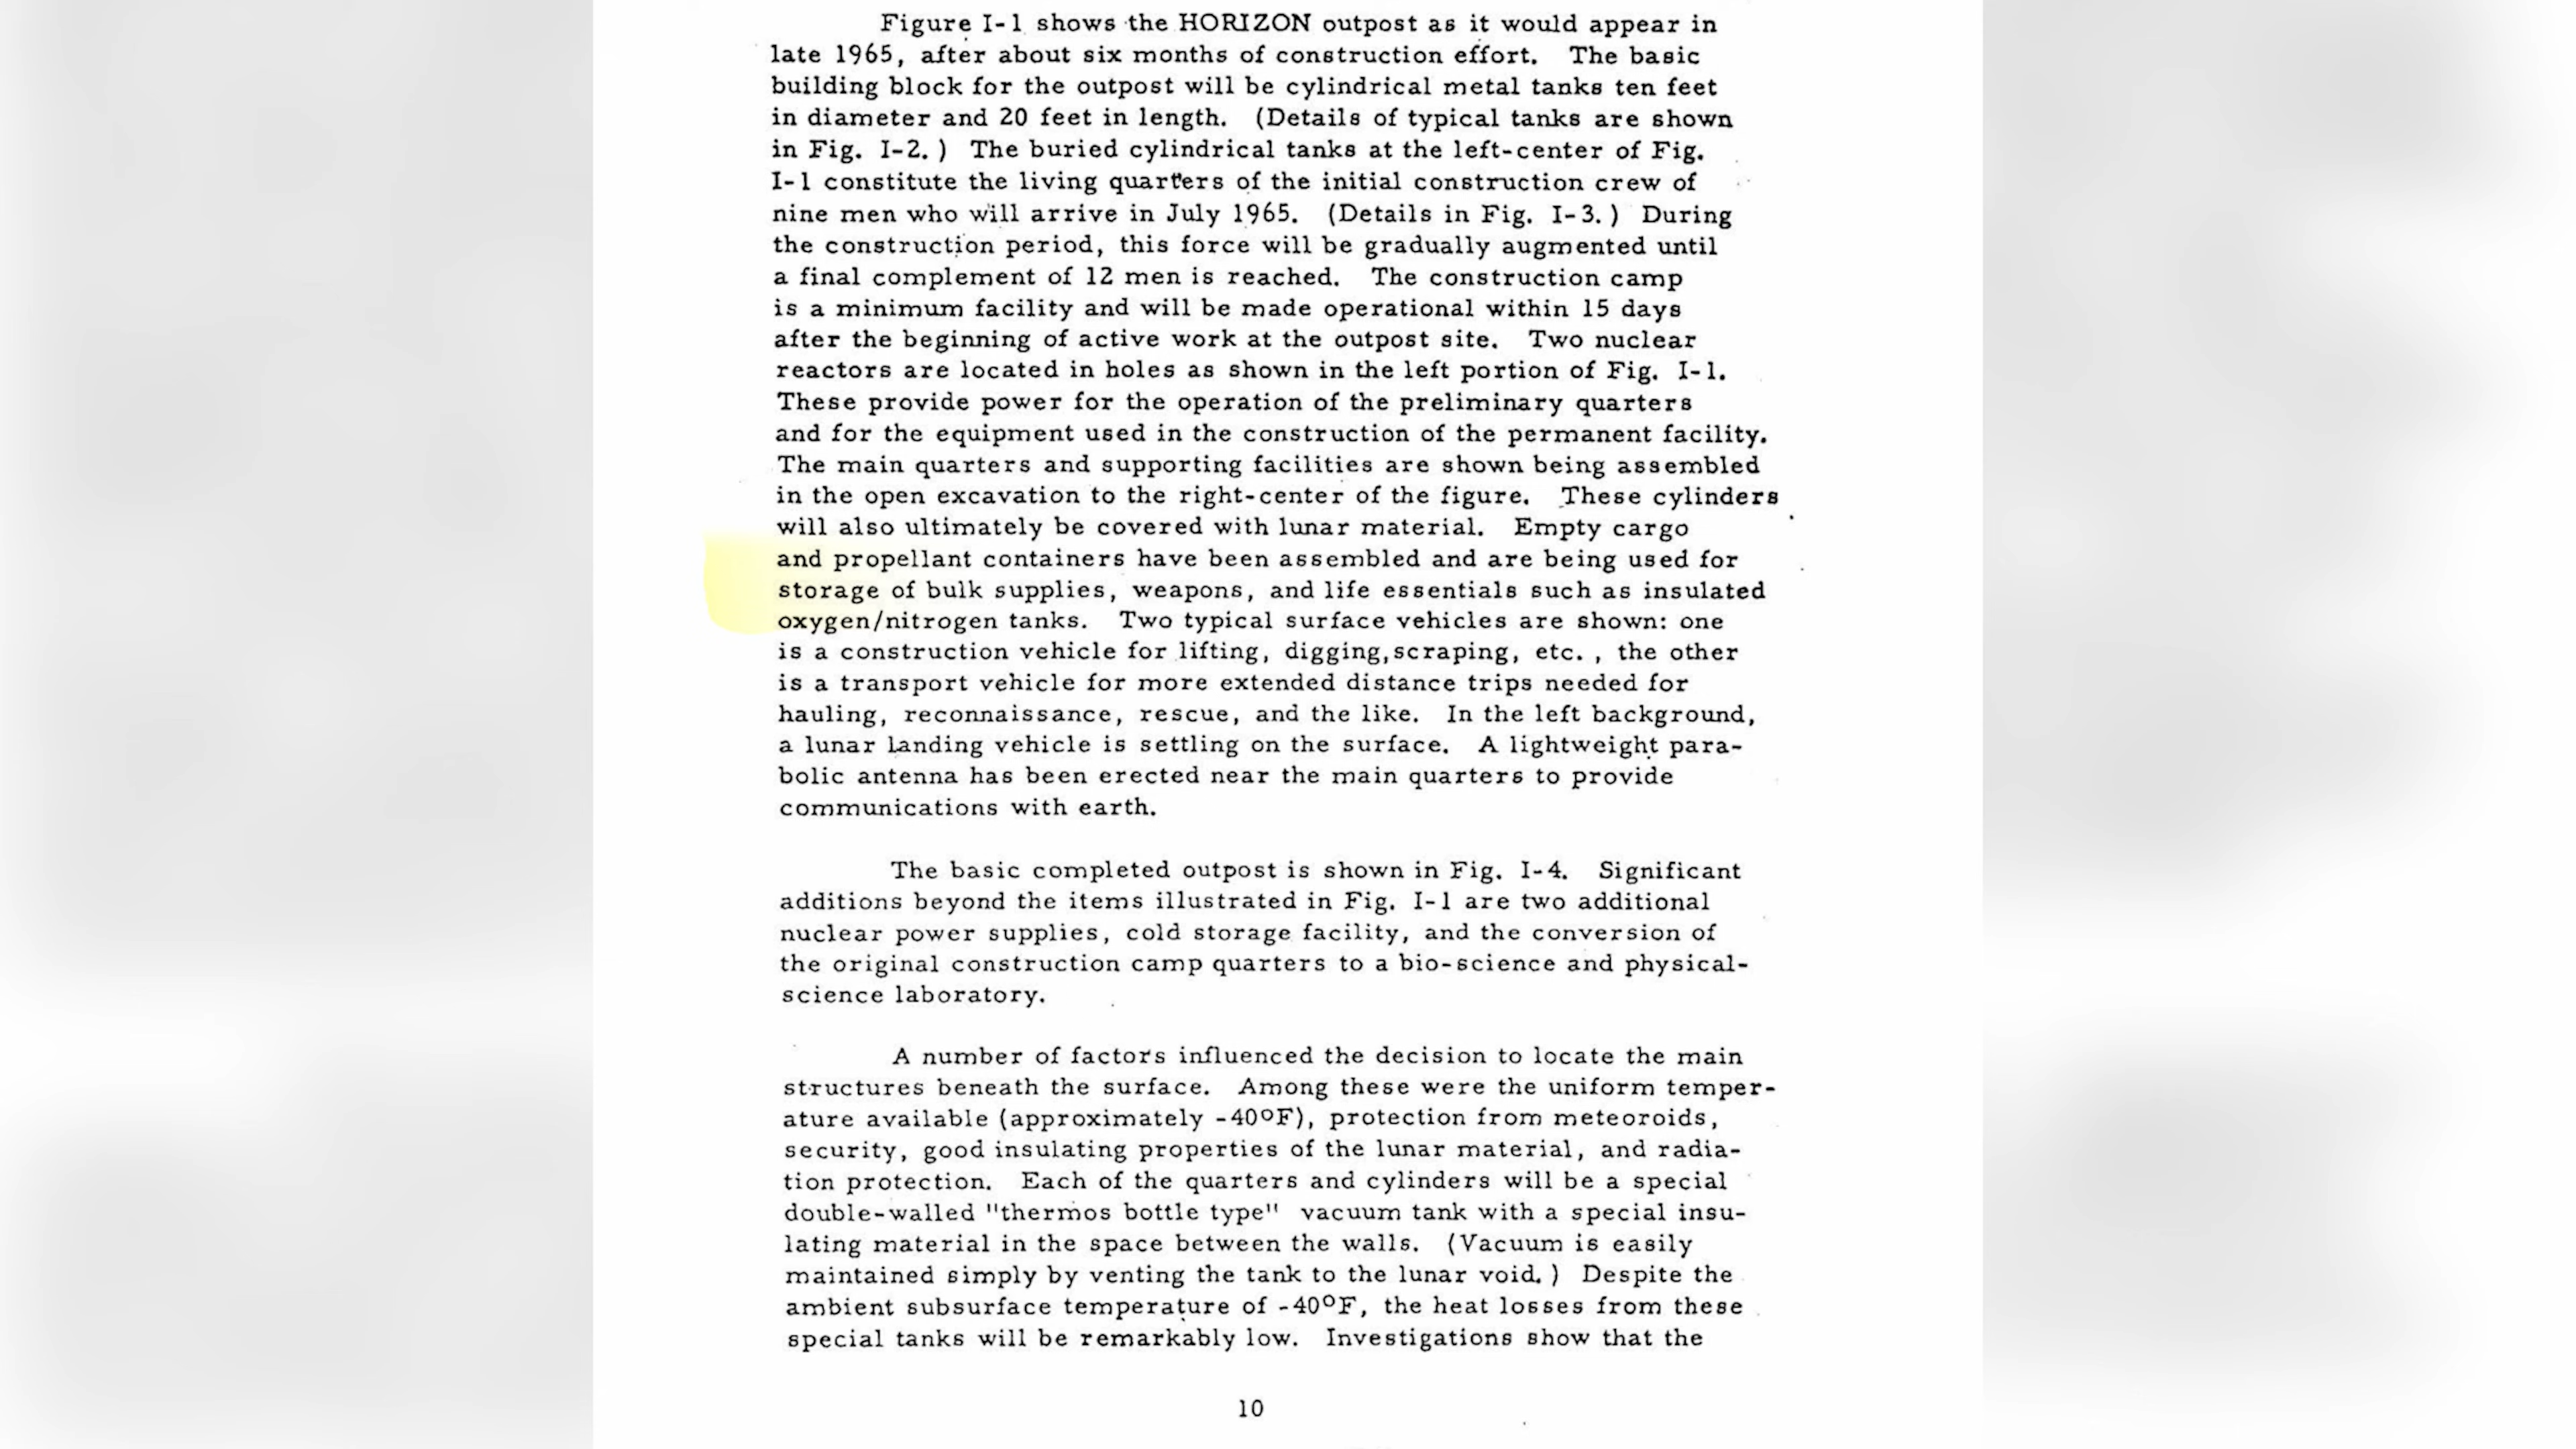 Figure I-1 shows the HORIZON outpost as it would appear in
late 1965, after about six months of construction effort. The basic
building block for the outpost will be cylindrical metal tanks ten feet
in diameter and 20 feet in length. (Details of typical tanks are shown
in Fig. I-2.) The buried cylindrical tanks at the left-center of Fig.
I-1 constitute the living quarters of the initial construction crew of
nine men who will arrive in July 1965. (Details in Fig. I-3.) During
the construction period, this force will be gradually augmented until
a final complement of 12 men is reached. The construction camp
is a minimum facility and will be made operational within 15 days
after the beginning of active work at the outpost site. Two nuclear
reactors are located in holes as shown in the left portion of Fig. I-1.
These provide power for the operation of the preliminary quarters
and for the equipment used in the construction of the permanent facility.
The main quarters and supporting facilities are shown being assembled
in the open excavation to the right-center of the figure. These cylinders
will also ultimately be covered with lunar material. Empty cargo
and propellant containers have been assembled and are being used for
storage of bulk supplies, weapons, and life essentials such as insulated
oxygen/nitrogen tanks. Two typical surface vehicles are shown: one
is a construction vehicle for lifting, digging, scraping, etc., the other
is a transport vehicle for more extended distance trips needed for
hauling, reconnaissance, rescue, and the like. In the left background,
a lunar landing vehicle is settling on the surface. A lightweight para-
bolic antenna has been erected near the main quarters to provide
communications with earth.
The basic completed outpost is shown in Fig. I-4. Significant
additions beyond the items illustrated in Fig. I-1 are two additional
nuclear power supplies, cold storage facility, and the conversion of
the original construction camp quarters to a bio-science and physical-
science laboratory.
A number of factors influenced the decision to locate the main
structures beneath the surface. Among these were the uniform temper-
ature available (approximately -40°F), protection from meteoroids,
security, good insulating properties of the lunar material, and radia-
tion protection. Each of the quarters and cylinders will be a special
double-walled "thermos bottle type" vacuum tank with a special insu-
lating material in the space between the walls. (Vacuum is easily
maintained simply by venting the tank to the lunar void.) Despite the
ambient subsurface temperature of -40°F, the heat losses from these
special tanks will be remarkably low. Investigations show that the
10